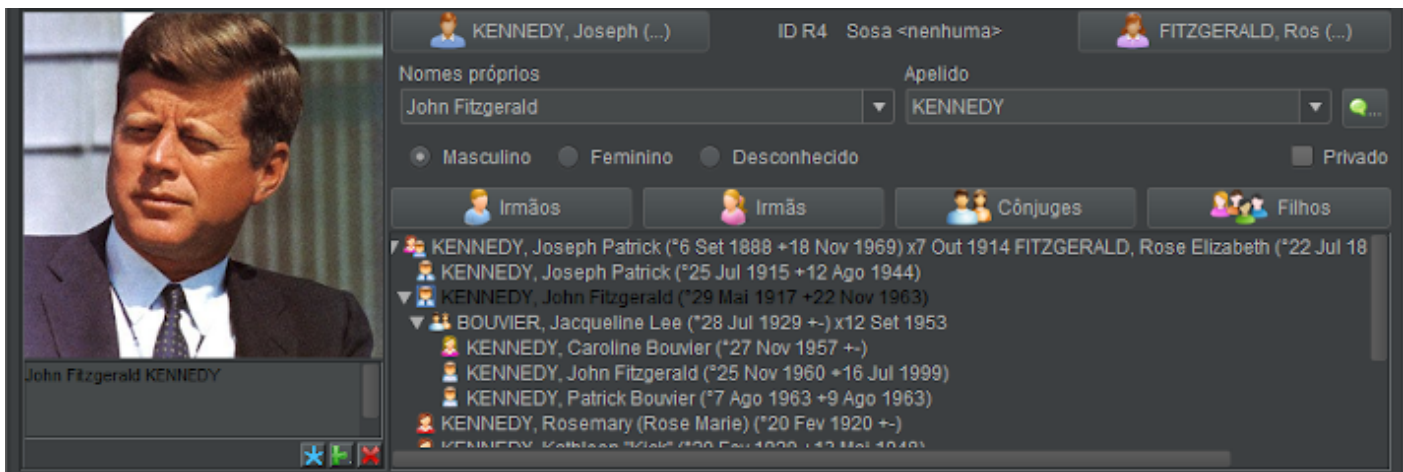 KENNEDY, Joseph (...)
ID R4 Sosa <nenhuma>
FITZGERALD, Ros (...)
Nomes próprios
Apelido
John Fitzgerald
KENNEDY
...
Masculino
Feminino
Desconhecido
Privado
Irmãos
Irmãs
Cônjuges
Filhos
KENNEDY, Joseph Patrick (°6 Set 1888 +18 Nov 1969) x7 Out 1914 FITZGERALD, Rose Elizabeth (°22 Jul 18
KENNEDY, Joseph Patrick (°25 Jul 1915 +12 Ago 1944)
KENNEDY, John Fitzgerald (°29 Mai 1917 +22 Nov 1963)
BOUVIER, Jacqueline Lee (°28 Jul 1929 +-) x12 Set 1953
KENNEDY, Caroline Bouvier (°27 Nov 1957 +-)
KENNEDY, John Fitzgerald (°25 Nov 1960 +16 Jul 1999)
KENNEDY, Patrick Bouvier (°7 Ago 1963 +9 Ago 1963)
KENNEDY, Rosemary (Rose Marie) (°20 Fev 1920 +-)
KENNEDY, Kathleen "Kick"
John Fitzgerald KENNEDY